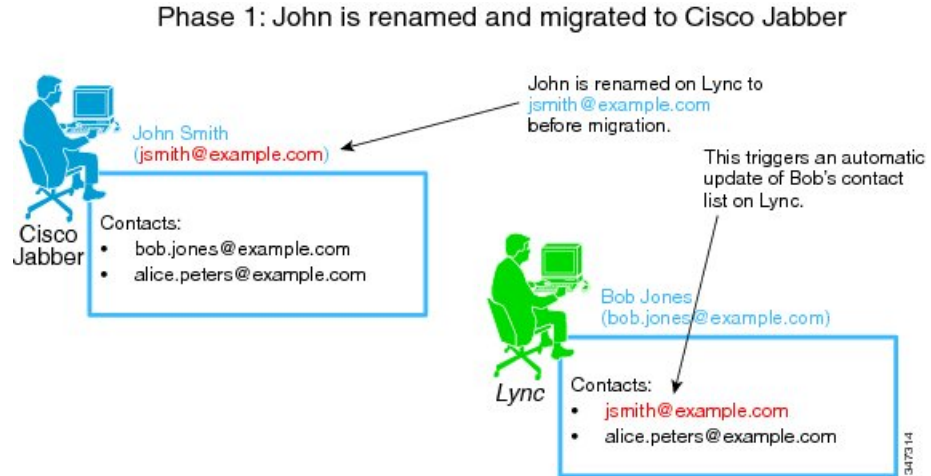 Phase 1: John is renamed and migrated to Cisco Jabber
John is renamed on Lync to
jsmith@example.com
before migration.
John Smith
(jsmith@example.com)
Contacts:
• bob.jones@example.com
• alice.peters@example.com
Cisco
Jabber
This triggers an automatic
update of Bob's contact
list on Lync.
Bob Jones
(bob.jones@example.com)
Contacts:
• jsmith@example.com
• alice.peters@example.com
Lync
347314